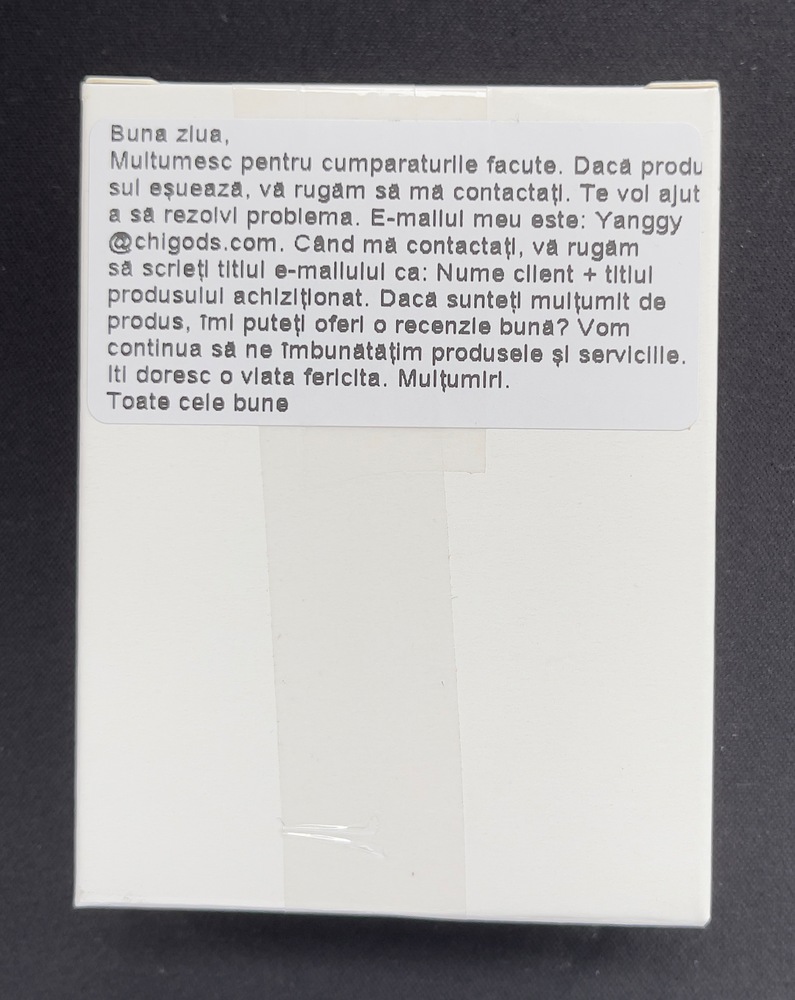 Buna ziua,
Multumesc pentru cumparaturile facute. Dacă produ
sul eșuează, vă rugăm să mă contactați. Te voi ajut
a să rezolvi problema. E-mailul meu este: Yanggy
@chigods.com. Când mă contactați, vă rugăm
să scrieți titlul e-mailului ca: Nume client + titlul
produsului achiziționat. Dacă sunteți mulțumit de
produs, îmi puteți oferi o recenzie bună? Vom
continua să ne îmbunătățim produsele și serviciile.
Iti doresc o viata fericita. Mulțumiri.
Toate cele bune